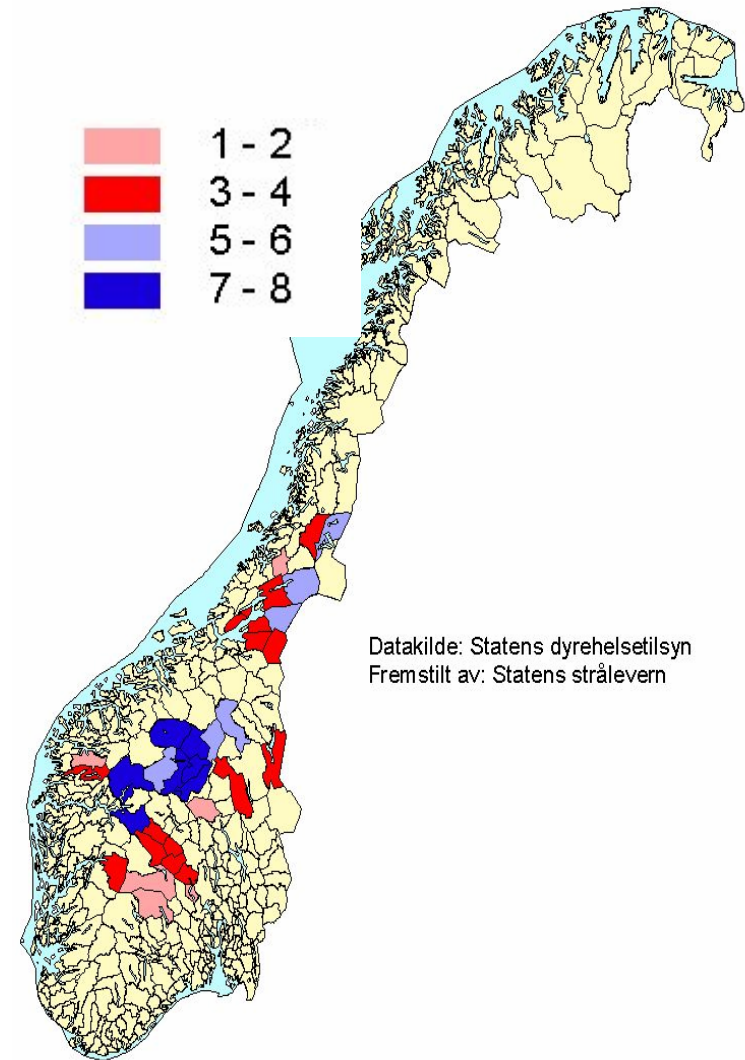 1 - 2
3 - 4
5 - 6
7 - 8
Datakilde: Statens dyrehelsetilsyn
Fremstilt av: Statens strålevern